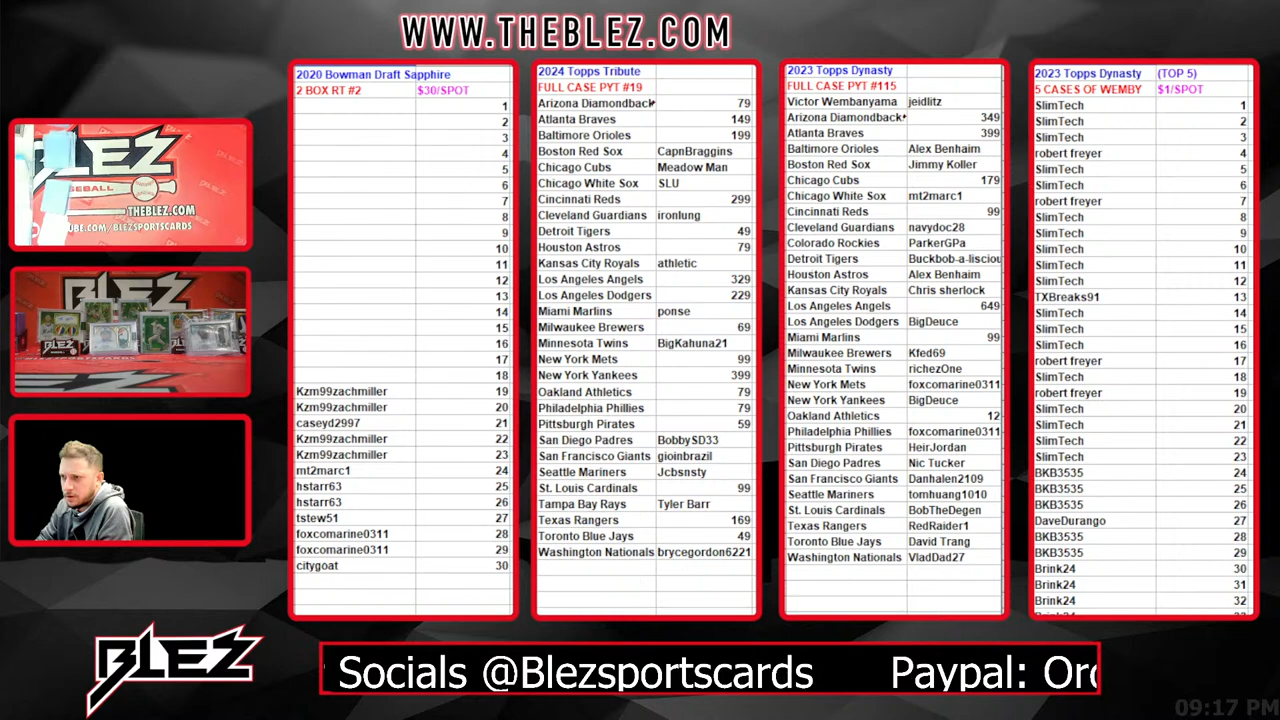 WWW.THEBLEZ.COM
BLEZ
BASEBALL
THEBLEZ.COM
UBE.COM/BLEZSPORTSCARDS
BLEZ
BLEZ
2020 Bowman Draft Sapphire
2 BOX RT #2 $30/SPOT
1
2
3
4
5
6
7
8
9
10
11
12
13
14
15
16
17
18
Kzm99zachmiller 19
Kzm99zachmiller 20
caseyd2997 21
Kzm99zachmiller 22
Kzm99zachmiller 23
mt2marc1 24
hstarr63 25
hstarr63 26
tstew51 27
foxcomarine0311 28
foxcomarine0311 29
citygoat 30
2024 Topps Tribute
FULL CASE PYT #19
Arizona Diamondback 79
Atlanta Braves 149
Baltimore Orioles 199
Boston Red Sox CapnBraggins
Chicago Cubs Meadow Man
Chicago White Sox SLU
Cincinnati Reds 299
Cleveland Guardians ironlung
Detroit Tigers 49
Houston Astros 79
Kansas City Royals athletic
Los Angeles Angels 329
Los Angeles Dodgers 229
Miami Marlins ponse
Milwaukee Brewers 69
Minnesota Twins BigKahuna21
New York Mets 99
New York Yankees 399
Oakland Athletics 79
Philadelphia Phillies 79
Pittsburgh Pirates 59
San Diego Padres BobbySD33
San Francisco Giants gioinbrazil
Seattle Mariners Jcbsnsty
St. Louis Cardinals 99
Tampa Bay Rays Tyler Barr
Texas Rangers 169
Toronto Blue Jays 49
Washington Nationals brycegordon6221
2023 Topps Dynasty
FULL CASE PYT #115
Victor Wembanyama jeidlitz
Arizona Diamondback 349
Atlanta Braves 399
Baltimore Orioles Alex Benhaim
Boston Red Sox Jimmy Koller
Chicago Cubs 179
Chicago White Sox mt2marc1
Cincinnati Reds 99
Cleveland Guardians navydoc28
Colorado Rockies ParkerGPa
Detroit Tigers Buckbob-a-lisciou
Houston Astros Alex Benhaim
Kansas City Royals Chris sherlock
Los Angeles Angels 649
Los Angeles Dodgers BigDeuce
Miami Marlins 99
Milwaukee Brewers Kfed69
Minnesota Twins richezOne
New York Mets foxcomarine0311
New York Yankees BigDeuce
Oakland Athletics 12
Philadelphia Phillies foxcomarine0311
Pittsburgh Pirates HeirJordan
San Diego Padres Nic Tucker
San Francisco Giants Danhalen2109
Seattle Mariners tomhuang1010
St. Louis Cardinals BobTheDegen
Texas Rangers RedRaider1
Toronto Blue Jays David Trang
Washington Nationals VladDad27
2023 Topps Dynasty (TOP 5)
5 CASES OF WEMBY $1/SPOT
SlimTech 1
SlimTech 2
SlimTech 3
robert freyer 4
SlimTech 5
SlimTech 6
robert freyer 7
SlimTech 8
SlimTech 9
SlimTech 10
SlimTech 11
SlimTech 12
TXBreaks91 13
SlimTech 14
SlimTech 15
SlimTech 16
robert freyer 17
SlimTech 18
robert freyer 19
SlimTech 20
SlimTech 21
SlimTech 22
SlimTech 23
BKB3535 24
BKB3535 25
BKB3535 26
DaveDurango 27
BKB3535 28
BKB3535 29
Brink24 30
Brink24 31
Brink24 32
BLEZ
Socials @Blezsportscards Paypal: Orc
09:17 PM